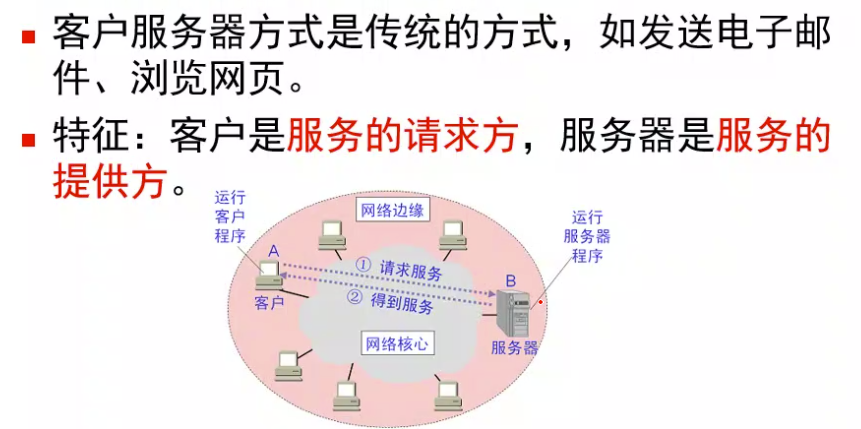 客户服务器方式是传统的方式，如发送电子邮
件、浏览网页。
特征：客户是服务的请求方，服务器是服务的
提供方。
运行
客户
程序
网络边缘
运行
服务器
程序
A
① 请求服务
② 得到服务
B
客户
网络核心
服务器